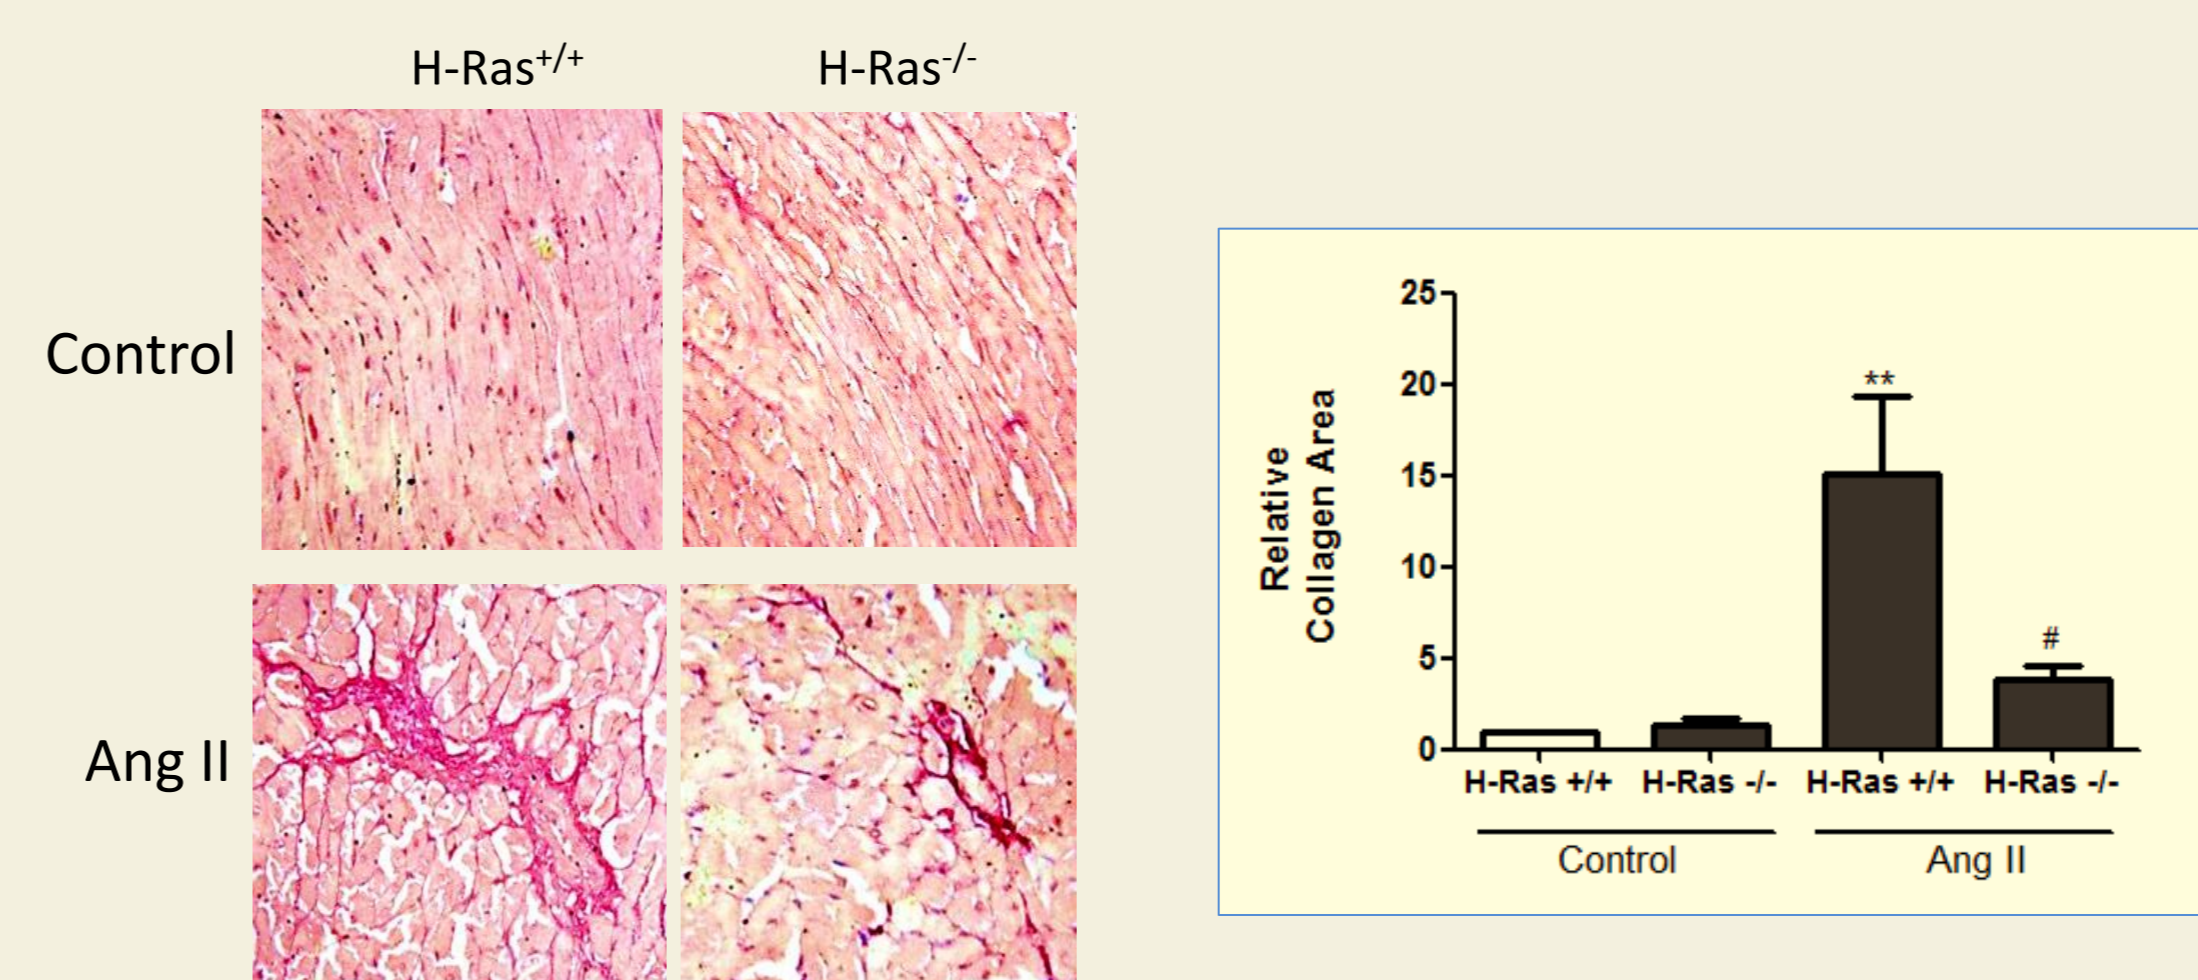 H-Ras+/+
H-Ras-/-
Control
Ang II
25
20
15
10
5
0
Relative
Collagen Area
**
#
H-Ras +/+
H-Ras -/-
H-Ras +/+
H-Ras -/-
Control
Ang II